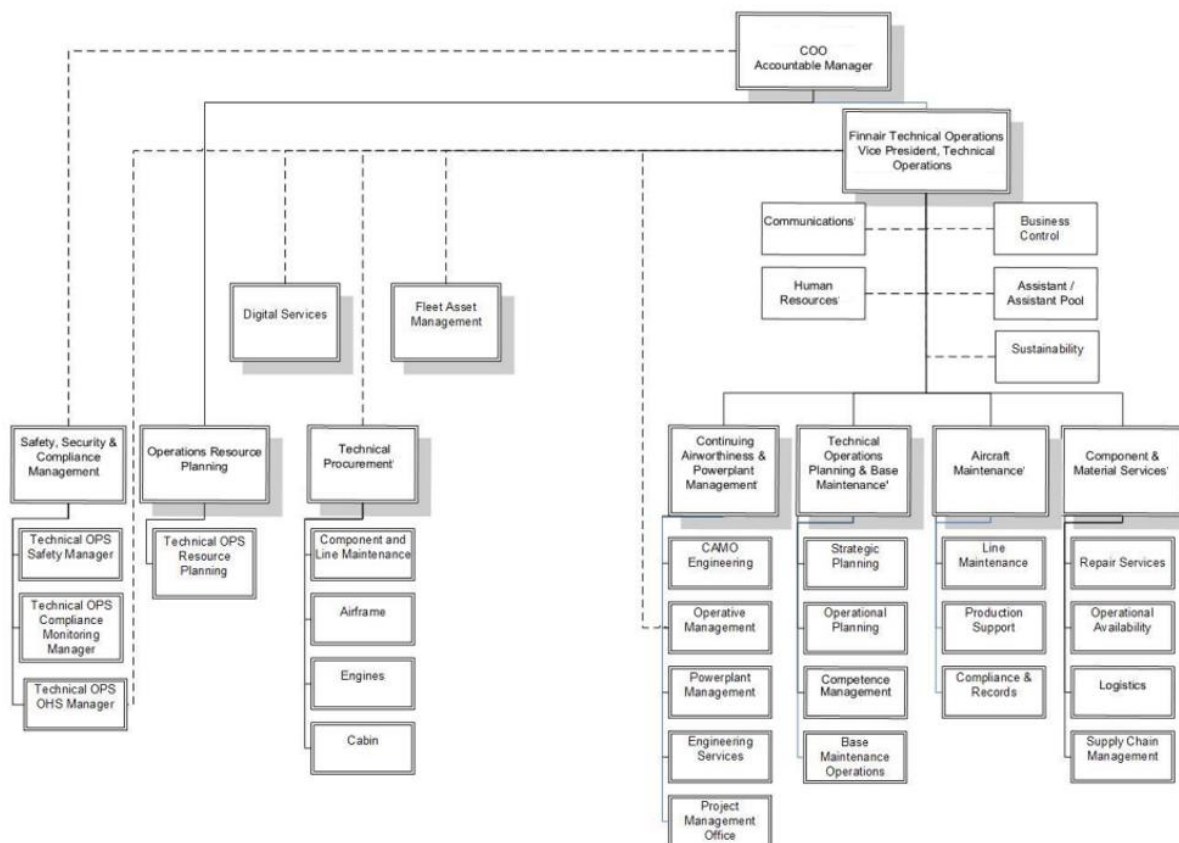 COO
Accountable Manager
Finnair Technical Operations
Vice President, Technical
Operations
Communications'
Business
Control
Human
Resources'
Assistant /
Assistant Pool
Sustainability
Digital Services
Fleet Asset
Management
Safety, Security &
Compliance
Management
Operations Resource
Planning
Technical
Procurement'
Continuing
Airworthiness &
Powerplant
Management
Technical
Operations
Planning & Base
Maintenance'
Aircraft
Maintenance'
Component &
Material Services'
Technical OPS
Safety Manager
Technical OPS
Compliance
Monitoring
Manager
Technical OPS
OHS Manager
Technical OPS
Resource
Planning
Component and
Line Maintenance
Airframe
Engines
Cabin
CAMO
Engineering
Operative
Management
Powerplant
Management
Engineering
Services
Project
Management
Office
Strategic
Planning
Operational
Planning
Competence
Management
Base
Maintenance
Operations
Line
Maintenance
Production
Support
Compliance &
Records
Repair Services
Operational
Availability
Logistics
Supply Chain
Management